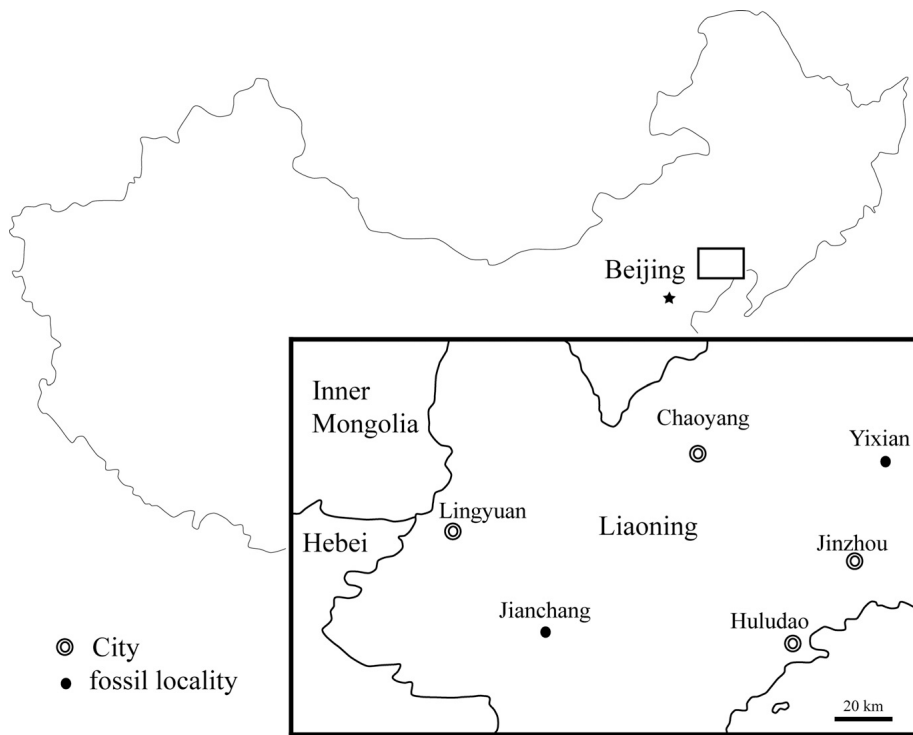 Beijing
Inner
Mongolia
Chaoyang
Yixian
Lingyuan
Liaoning
Hebei
Jinzhou
Jianchang
Huludao
City
fossil locality
20 km